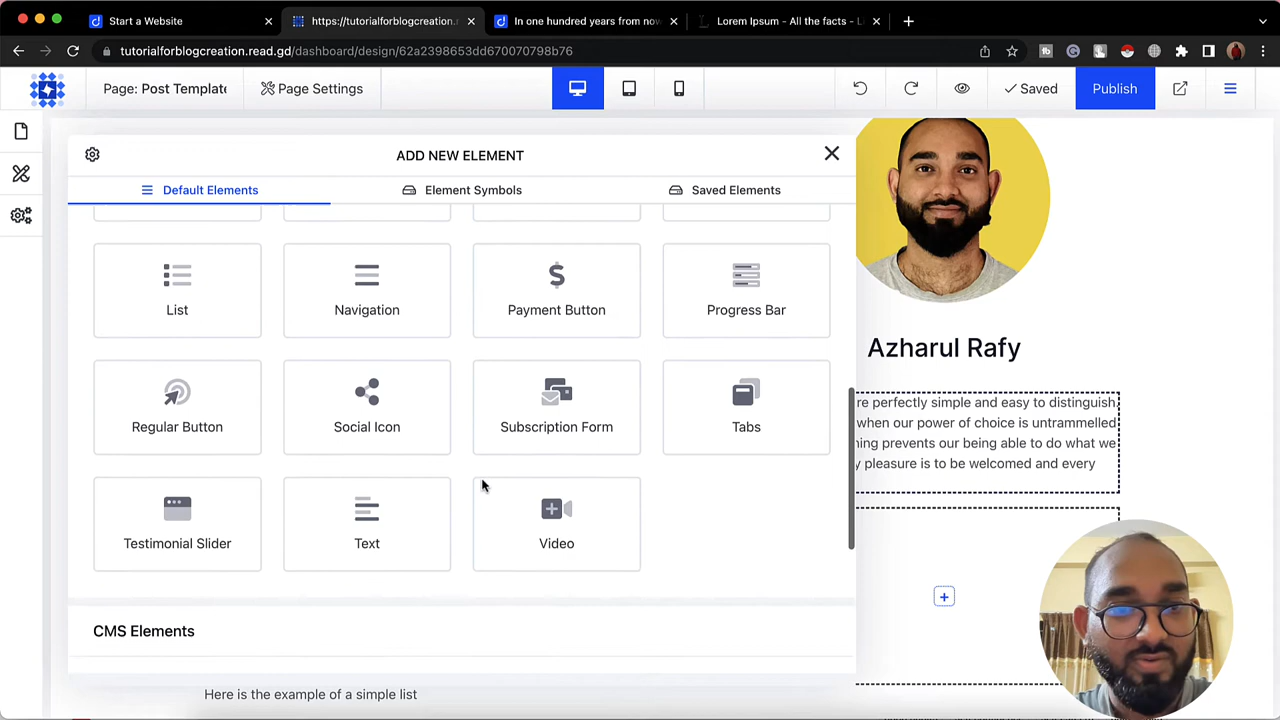 Start a Website
https://tutorialforblogcreation.r
In one hundred years from now
Lorem Ipsum - All the facts - L
tutorialforblogcreation.read.gd/dashboard/design/62a2398653dd670070798b76
Page: Post Template
Page Settings
Saved
Publish
ADD NEW ELEMENT
Default Elements
Element Symbols
Saved Elements
List
Navigation
Payment Button
Progress Bar
Regular Button
Social Icon
Subscription Form
Tabs
Testimonial Slider
Text
Video
CMS Elements
Azharul Rafy
re perfectly simple and easy to distinguish.
when our power of choice is untrammelled
ning prevents our being able to do what we
y pleasure is to be welcomed and every
Here is the example of a simple list